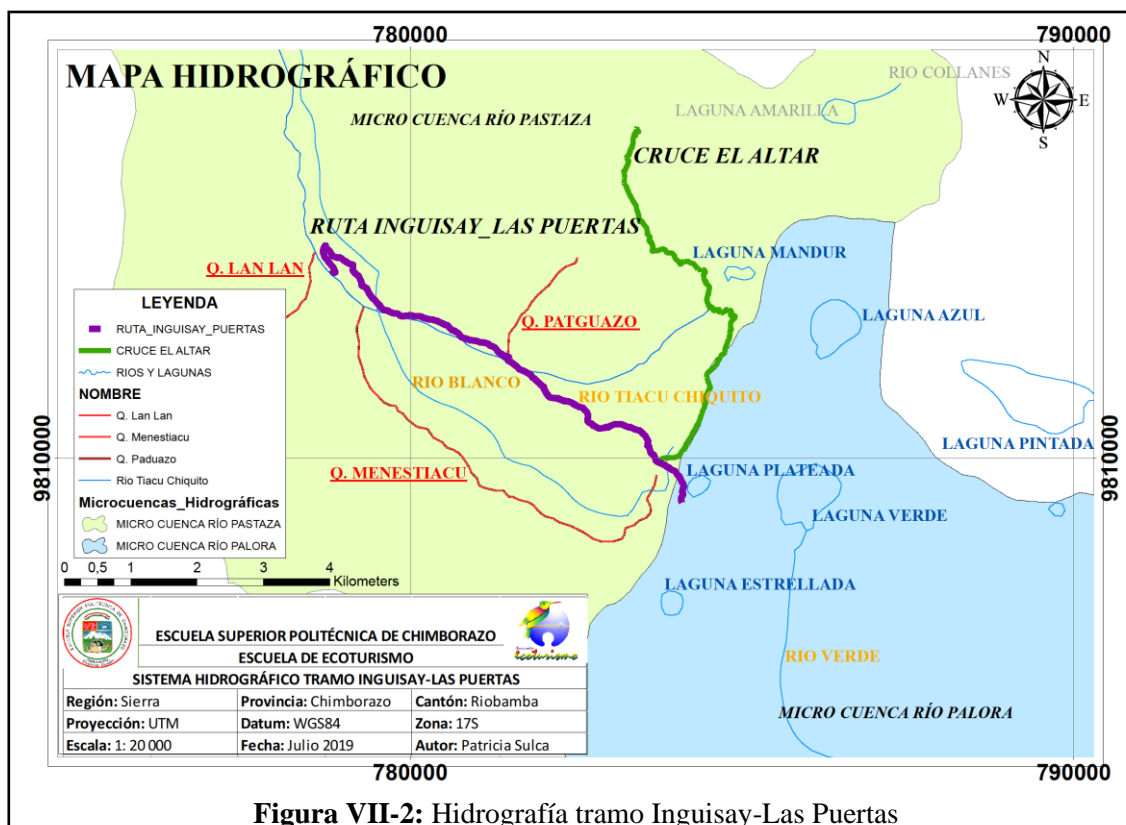 780000
790000
MAPA HIDROGRÁFICO
RIO COLLANES
N
W
E
S
LAGUNA AMARILLA
MICRO CUENCA RÍO PASTAZA
CRUCE EL ALTAR
RUTA INGUISAY_LAS PUERTAS
LAGUNA MANDUR
Q. LAN LAN
LAGUNA AZUL
Q. PATGUAZO
RIO BLANCO
RIO TIACU CHIQUITO
LAGUNA PINTADA
9810000
9810000
Q. MENESTIACU
LAGUNA PLATEADA
LAGUNA VERDE
LAGUNA ESTRELLADA
RIO VERDE
MICRO CUENCA RÍO PALORA
LEYENDA
RUTA_INGUISAY_PUERTAS
CRUCE EL ALTAR
RIOS Y LAGUNAS
NOMBRE
Q. Lan Lan
Q. Menestiacu
Q. Paduazo
Rio Tiacu Chiquito
Microcuencas_Hidrográficas
MICRO CUENCA RÍO PASTAZA
MICRO CUENCA RÍO PALORA
0 0,5 1 2 3 4
Kilometers
ESCUELA SUPERIOR POLITÉCNICA DE CHIMBORAZO
ESCUELA DE ECOTURISMO
ecoturismo
SISTEMA HIDROGRÁFICO TRAMO INGUISAY-LAS PUERTAS
Región: Sierra Provincia: Chimborazo Cantón: Riobamba
Proyección: UTM Datum: WGS84 Zona: 17S
Escala: 1: 20 000 Fecha: Julio 2019 Autor: Patricia Sulca
780000
790000
Figura VII-2: Hidrografía tramo Inguisay-Las Puertas